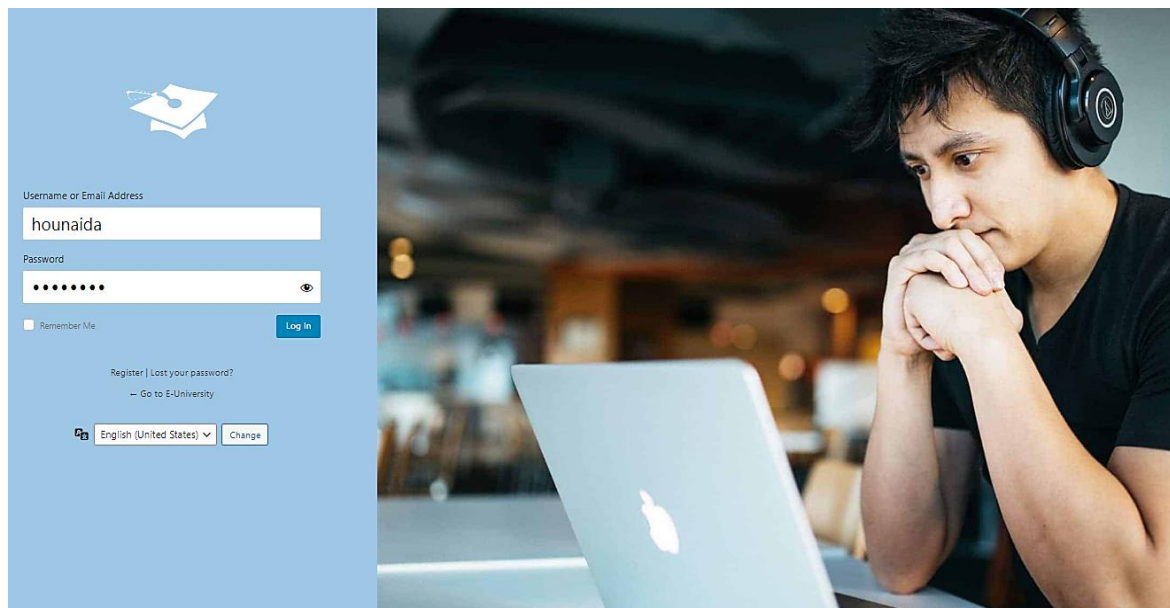 Username or Email Address
hounaida
Password
••••••••
Remember Me
Log In
Register | Lost your password?
← Go to E-University
English (United States)
Change